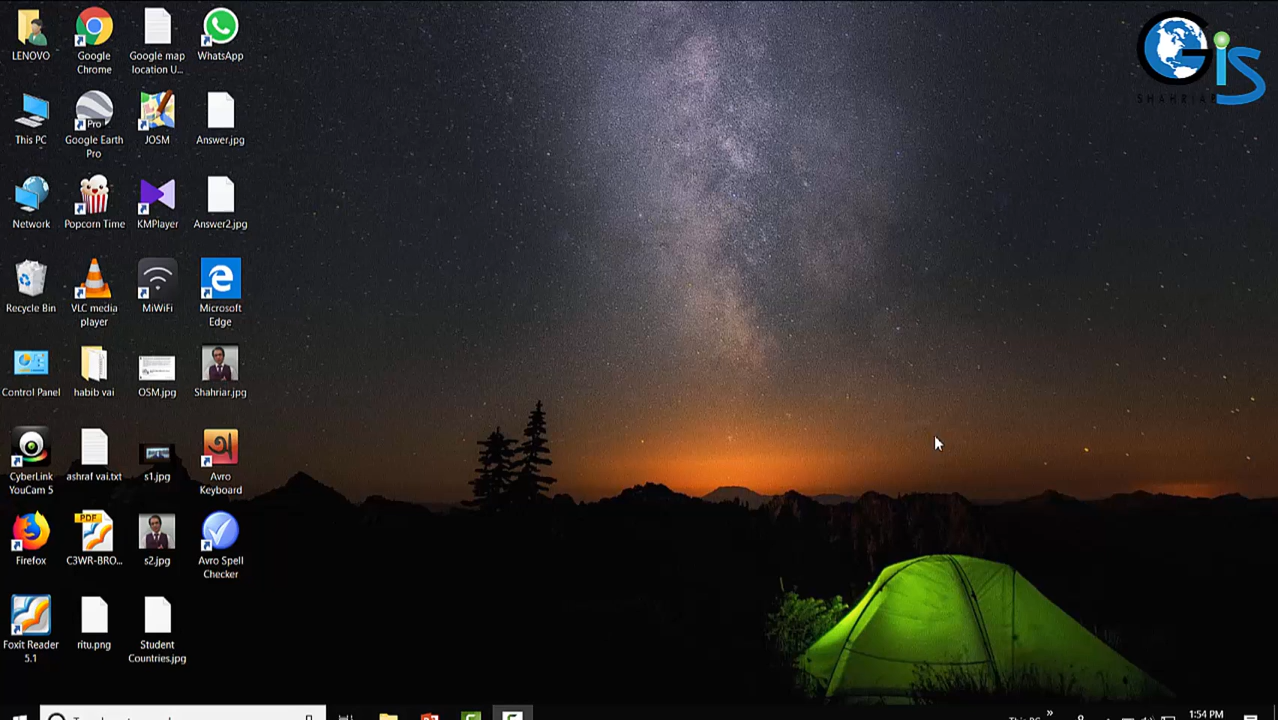 LENOVO
Google
Chrome
Google map
location U...
WhatsApp
GIS
SHAHRIAR
This PC
Pro
Google Earth
Pro
JOSM
Answer.jpg
Network
Popcorn Time
KMPlayer
Answer2.jpg
Recycle Bin
VLC media
player
MiWiFi
Microsoft
Edge
Control Panel
habib vai
OSM.jpg
Shahriar.jpg
CyberLink
YouCam 5
ashraf vai.txt
s1.jpg
অ
Avro
Keyboard
Firefox
PDF
C3WR-BRO...
s2.jpg
Avro Spell
Checker
Foxit Reader
5.1
ritu.png
Student
Countries.jpg
1:54 PM